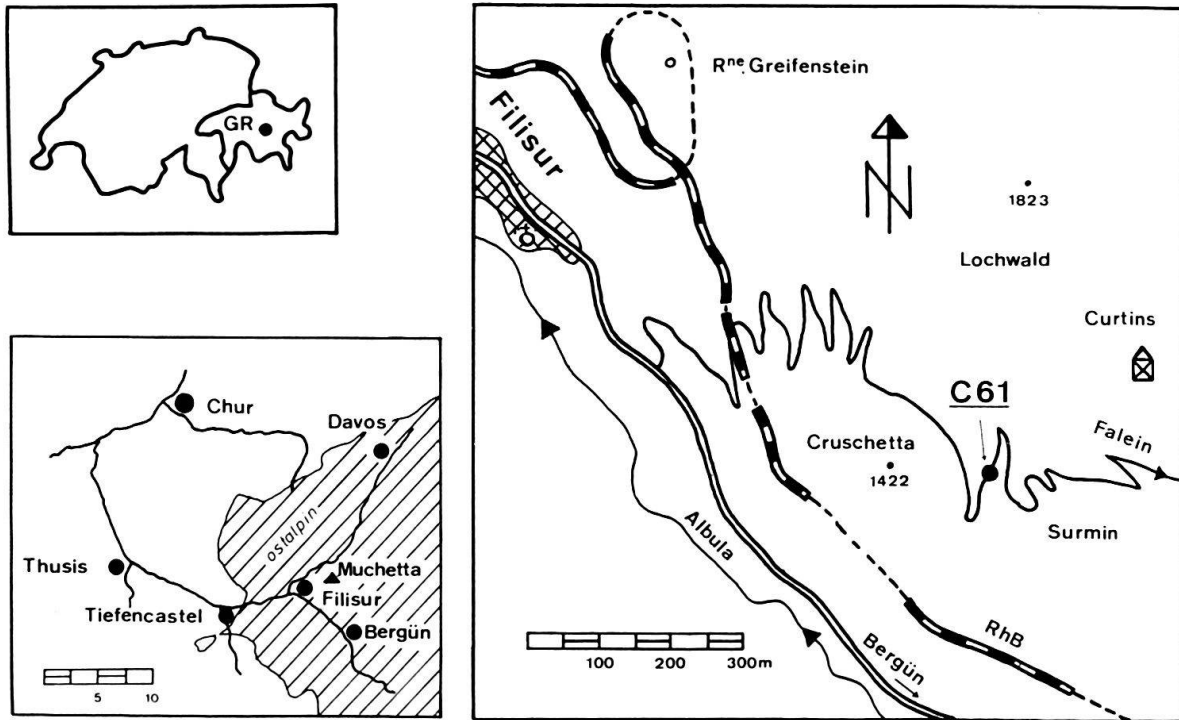 GR
Chur
Davos
ostalpin
Thusis
Muchetta
Filisur
Tiefencastel
Bergün
5 10
Rne. Greifenstein
Filisur
N
1823
Lochwald
Curtins
C61
Cruschetta
Falein
1422
Surmin
Albula
RhB
Bergün
100 200 300m